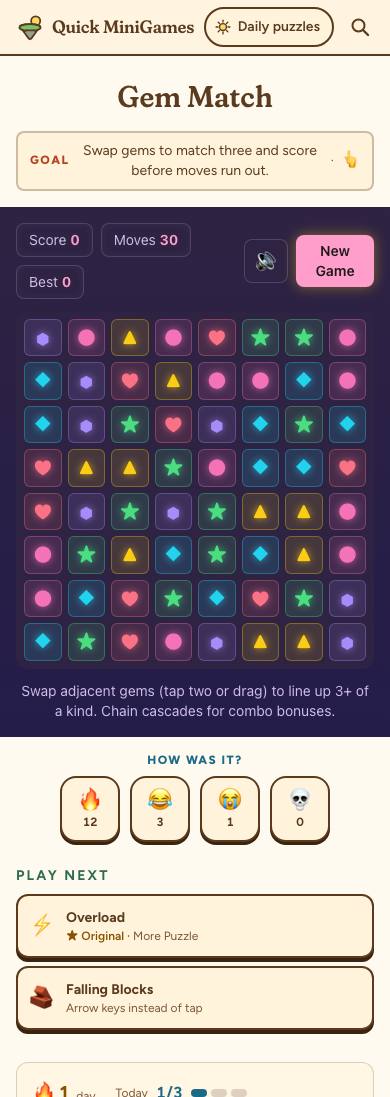 Quick MiniGames
Daily puzzles
Gem Match
GOAL
Swap gems to match three and score
before moves run out.
·
Score 0
Moves 30
Best 0
New
Game
Swap adjacent gems (tap two or drag) to line up 3+ of
a kind. Chain cascades for combo bonuses.
HOW WAS IT?
12
3
1
0
PLAY NEXT
Overload
Original · More Puzzle
Falling Blocks
Arrow keys instead of tap
1 day
Today 1/3